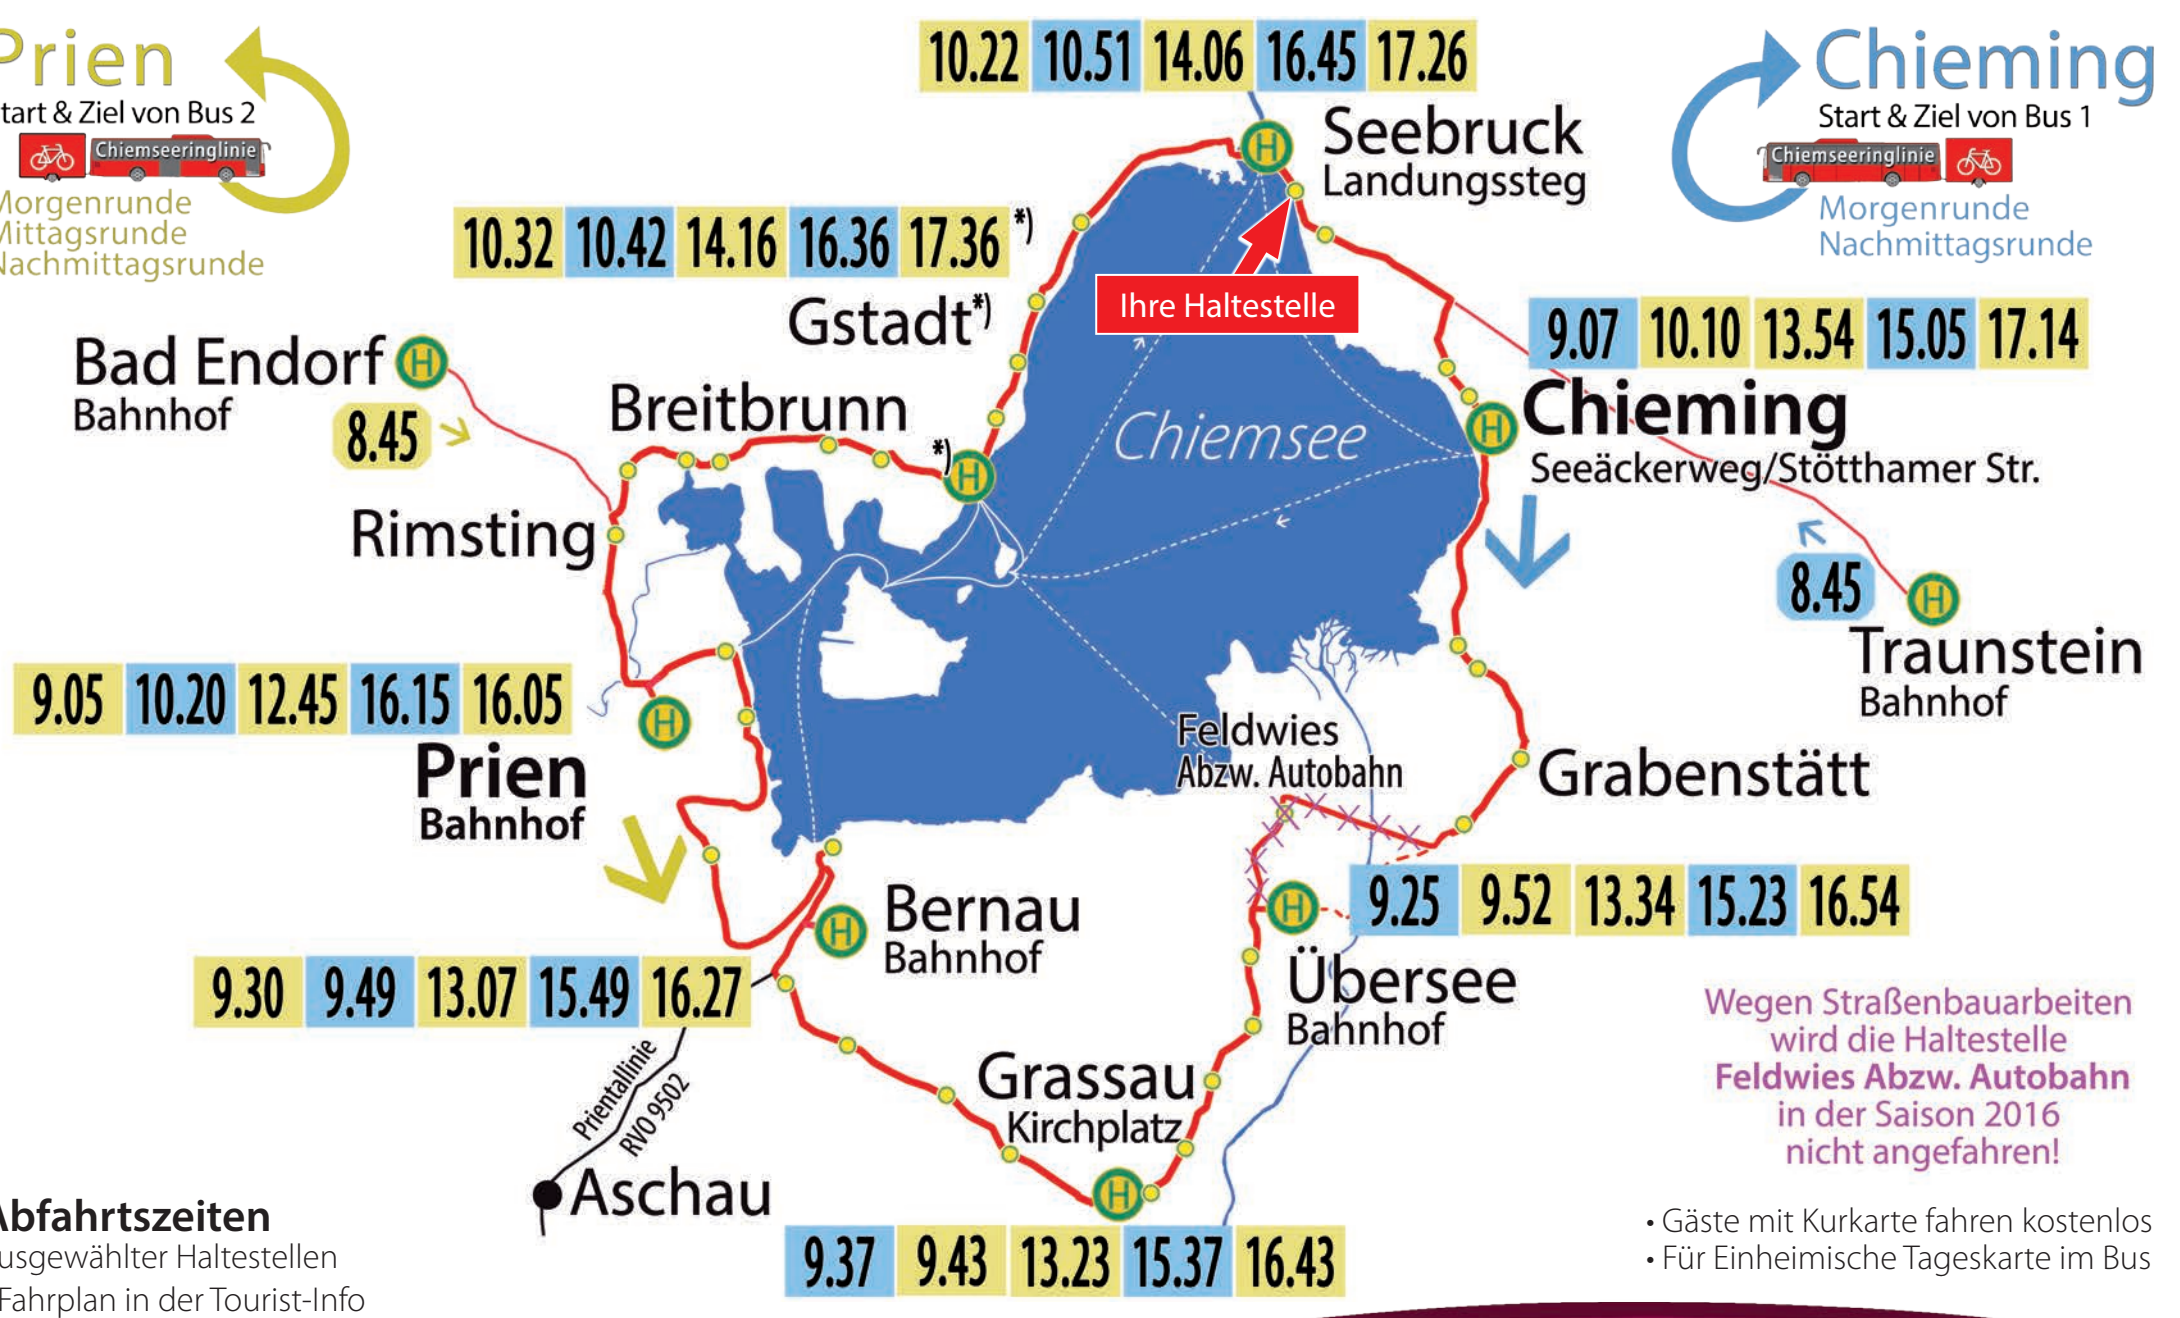 Prien
Start & Ziel von Bus 2
Chiemseeringlinie
Morgenrunde
Mittagsrunde
Nachmittagsrunde
10.22 10.51 14.06 16.45 17.26
Seebruck
Landungssteg
Chieming
Start & Ziel von Bus 1
Chiemseeringlinie
Morgenrunde
Nachmittagsrunde
10.32 10.42 14.16 16.36 17.36 *)
Gstadt*)
Ihre Haltestelle
9.07 10.10 13.54 15.05 17.14
Chieming
Seeäckerweg/Stötthamer Str.
Bad Endorf H
Bahnhof
8.45
Breitbrunn
*) H
Chiemsee
H
H
Rimsting
8.45 H
Traunstein
Bahnhof
9.05 10.20 12.45 16.15 16.05
H
Prien
Bahnhof
Feldwies
Abzw. Autobahn
Grabenstätt
H
Bernau
Bahnhof
H 9.25 9.52 13.34 15.23 16.54
Übersee
Bahnhof
9.30 9.49 13.07 15.49 16.27
Prientallinie
RVO 9502
Aschau
Grassau
Kirchplatz
H
Wegen Straßenbauarbeiten
wird die Haltestelle
Feldwies Abzw. Autobahn
in der Saison 2016
nicht angefahren!
Abfahrtszeiten
ausgewählter Haltestellen
Fahrplan in der Tourist-Info
9.37 9.43 13.23 15.37 16.43
• Gäste mit Kurkarte fahren kostenlos
• Für Einheimische Tageskarte im Bus